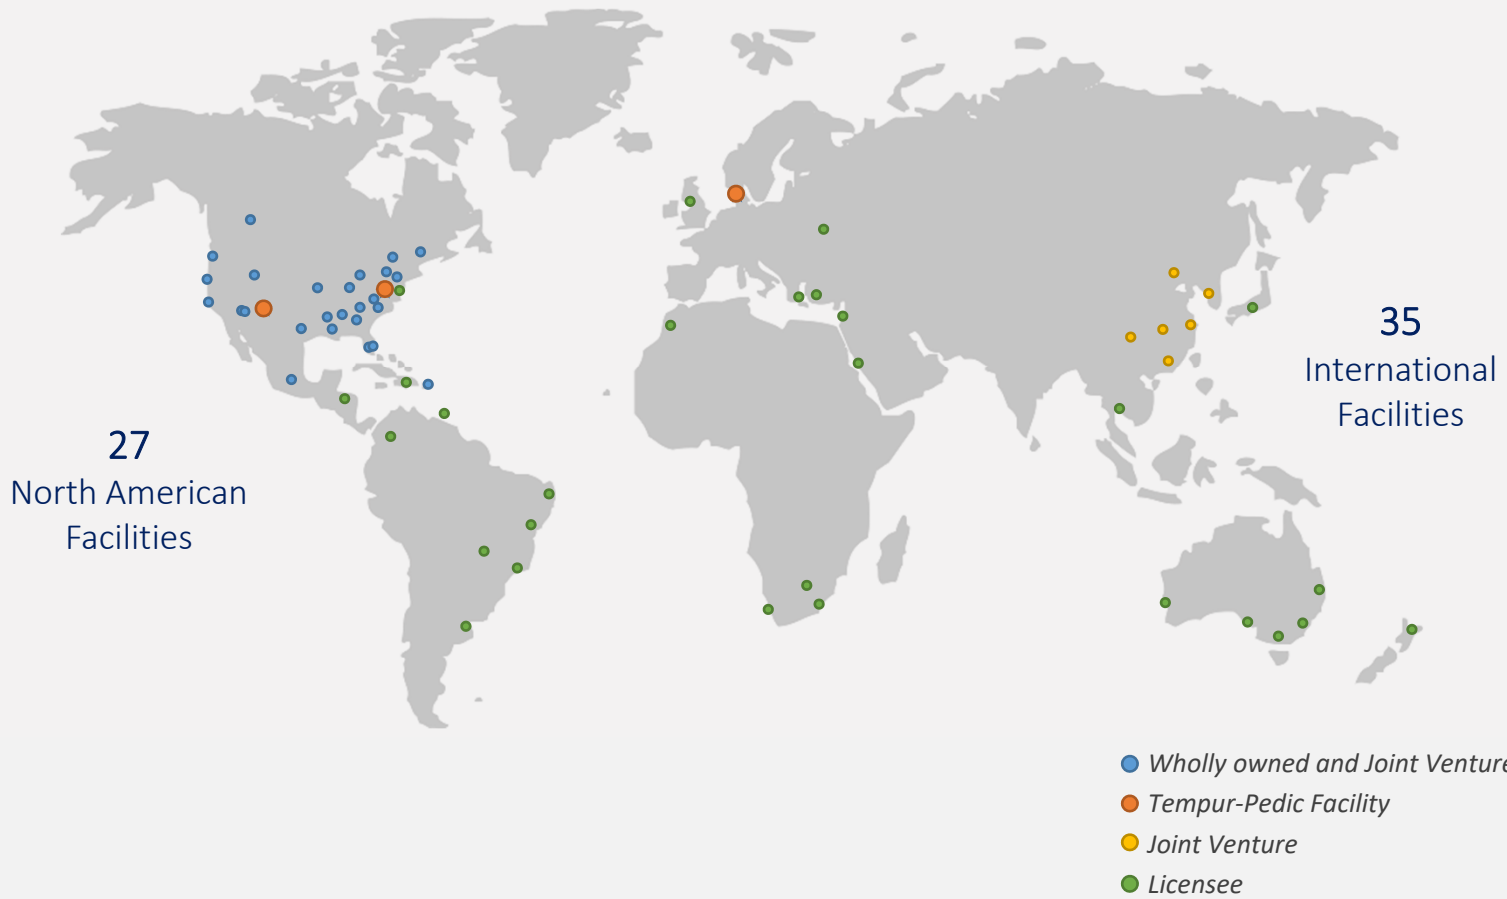 35
International
Facilities
27
North American
Facilities
Wholly owned and Joint Venture
Tempur-Pedic Facility
Joint Venture
Licensee